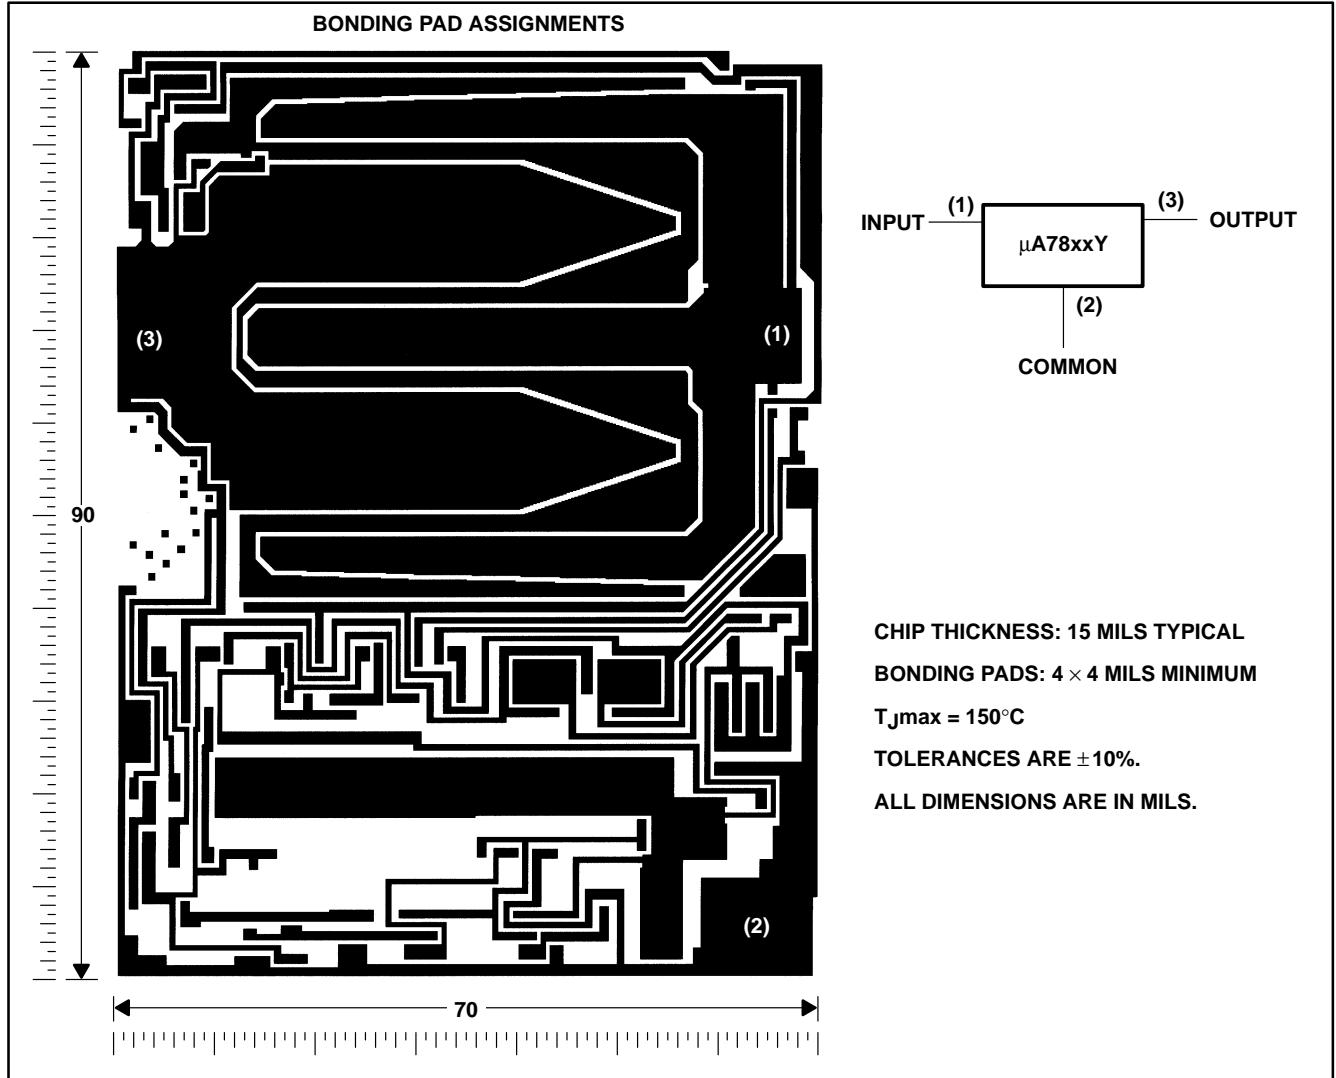 BONDING PAD ASSIGNMENTS
(1)
(3)
INPUT
OUTPUT
μA78xxY
(2)
COMMON
(3)
(1)
90
CHIP THICKNESS: 15 MILS TYPICAL
BONDING PADS: 4 × 4 MILS MINIMUM
TJmax = 150°C
TOLERANCES ARE ±10%.
ALL DIMENSIONS ARE IN MILS.
(2)
70